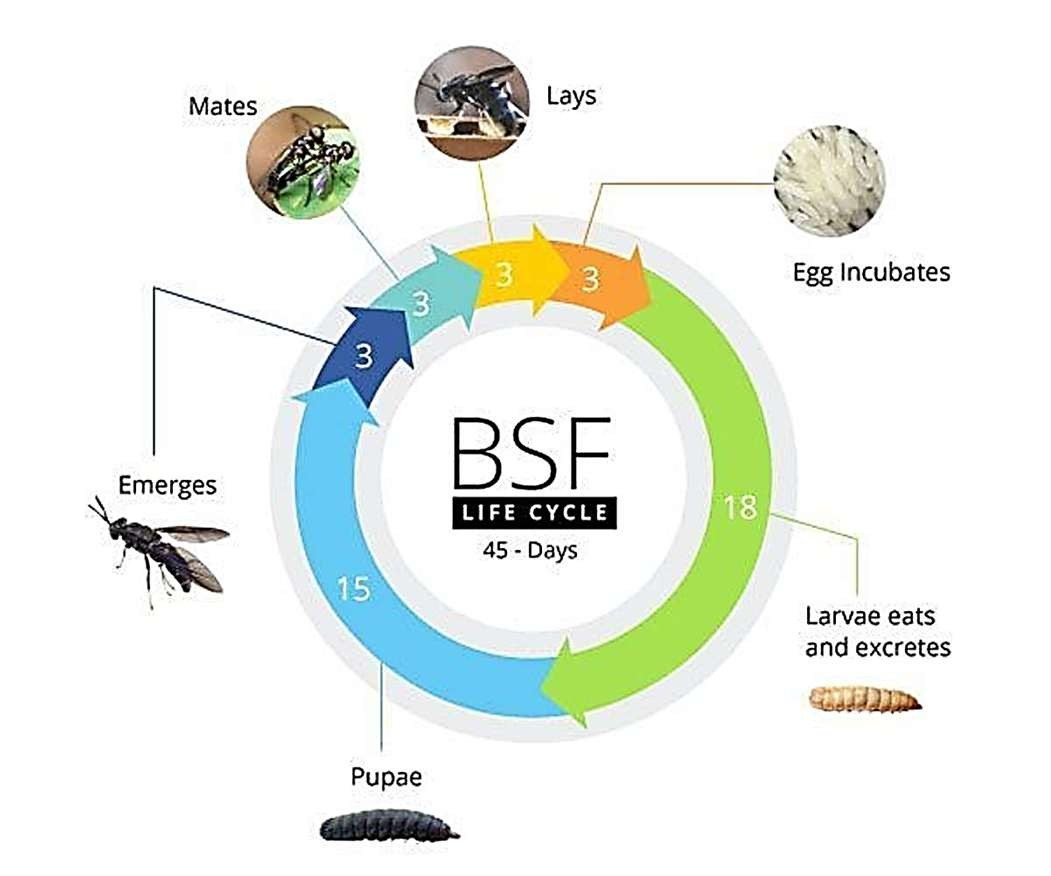 Mates
Lays
Egg Incubates
3
3
3
3
18
15
Emerges
BSF
LIFE CYCLE
45 - Days
Larvae eats
and excretes
Pupae